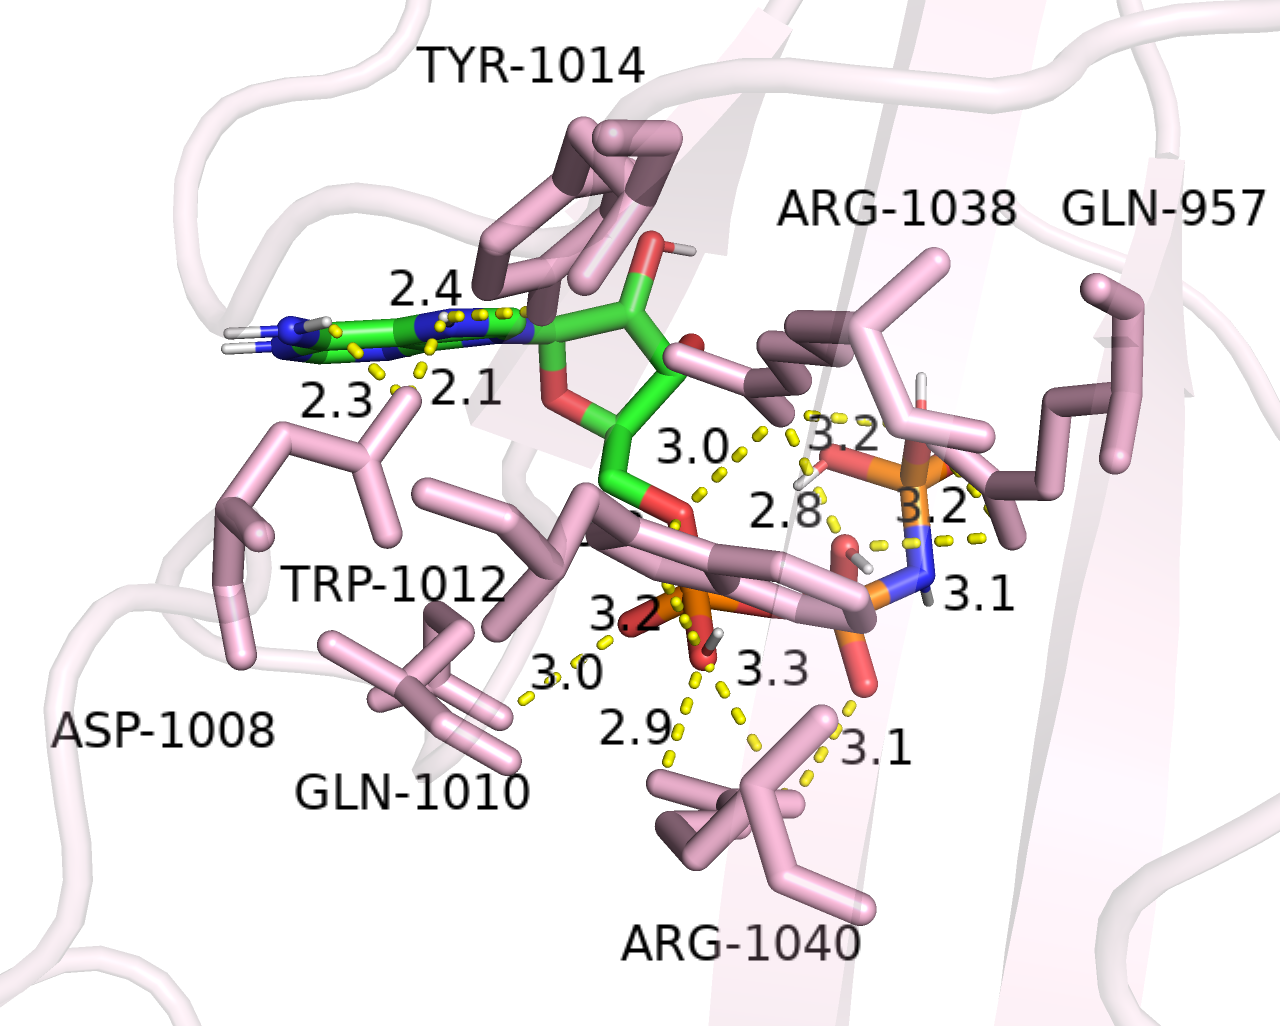 TYR-1014
ARG-1038 GLN-957
2.4
2.3
2.1
3.0
3.2
2.8
3.2
TRP-1012
3.1
3.2
3.0
3.3
2.9
3.1
ASP-1008
GLN-1010
ARG-1040